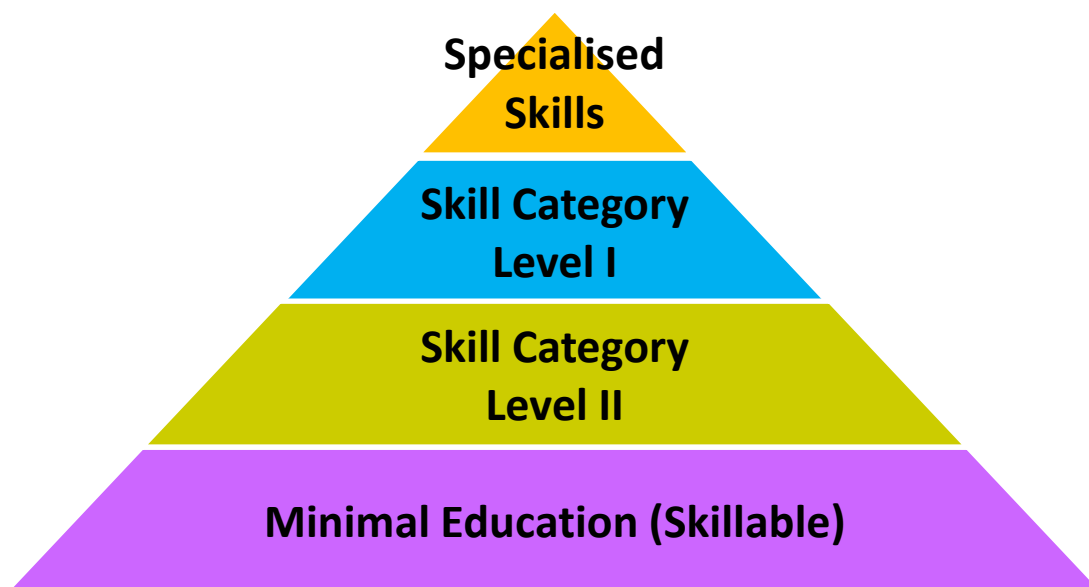 Specialised
Skills
Skill Category
Level I
Skill Category
Level II
Minimal Education (Skillable)